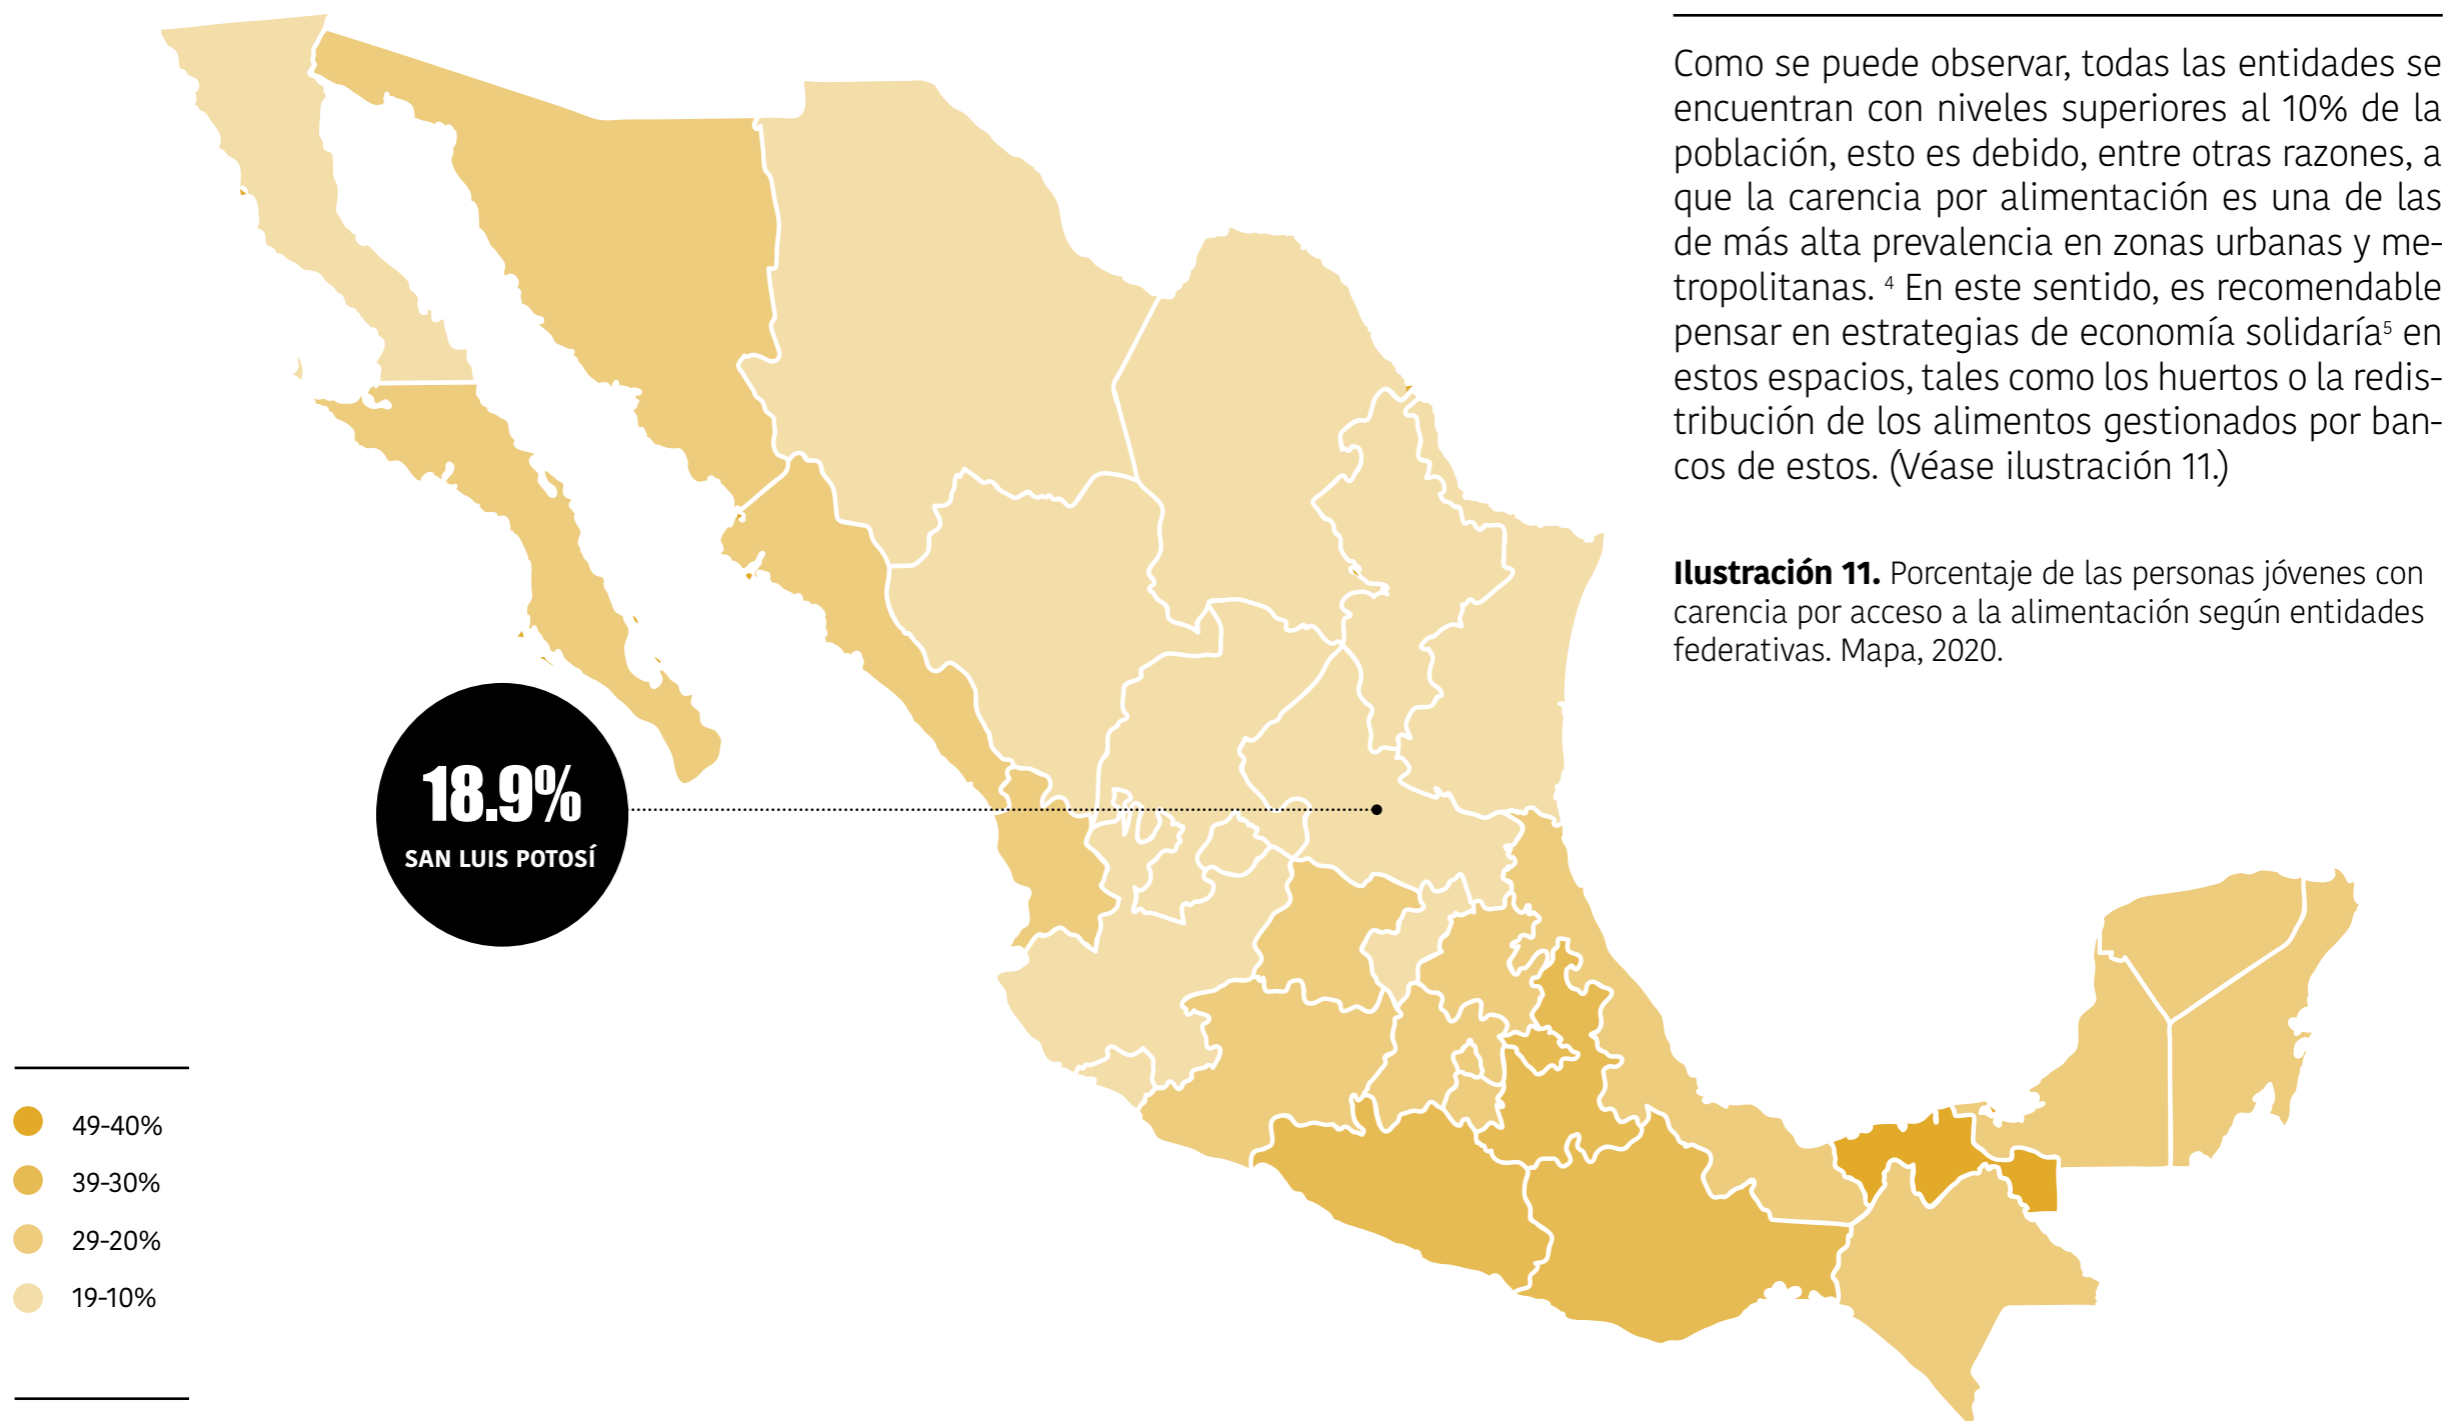 Como se puede observar, todas las entidades se
encuentran con niveles superiores al 10% de la
población, esto es debido, entre otras razones, a
que la carencia por alimentación es una de las
de más alta prevalencia en zonas urbanas y me-
tropolitanas. ⁴ En este sentido, es recomendable
pensar en estrategias de economía solidaría⁵ en
estos espacios, tales como los huertos o la redis-
tribución de los alimentos gestionados por ban-
cos de estos. (Véase ilustración 11.)
Ilustración 11. Porcentaje de las personas jóvenes con
carencia por acceso a la alimentación según entidades
federativas. Mapa, 2020.
18.9%
SAN LUIS POTOSÍ
49-40%
39-30%
29-20%
19-10%